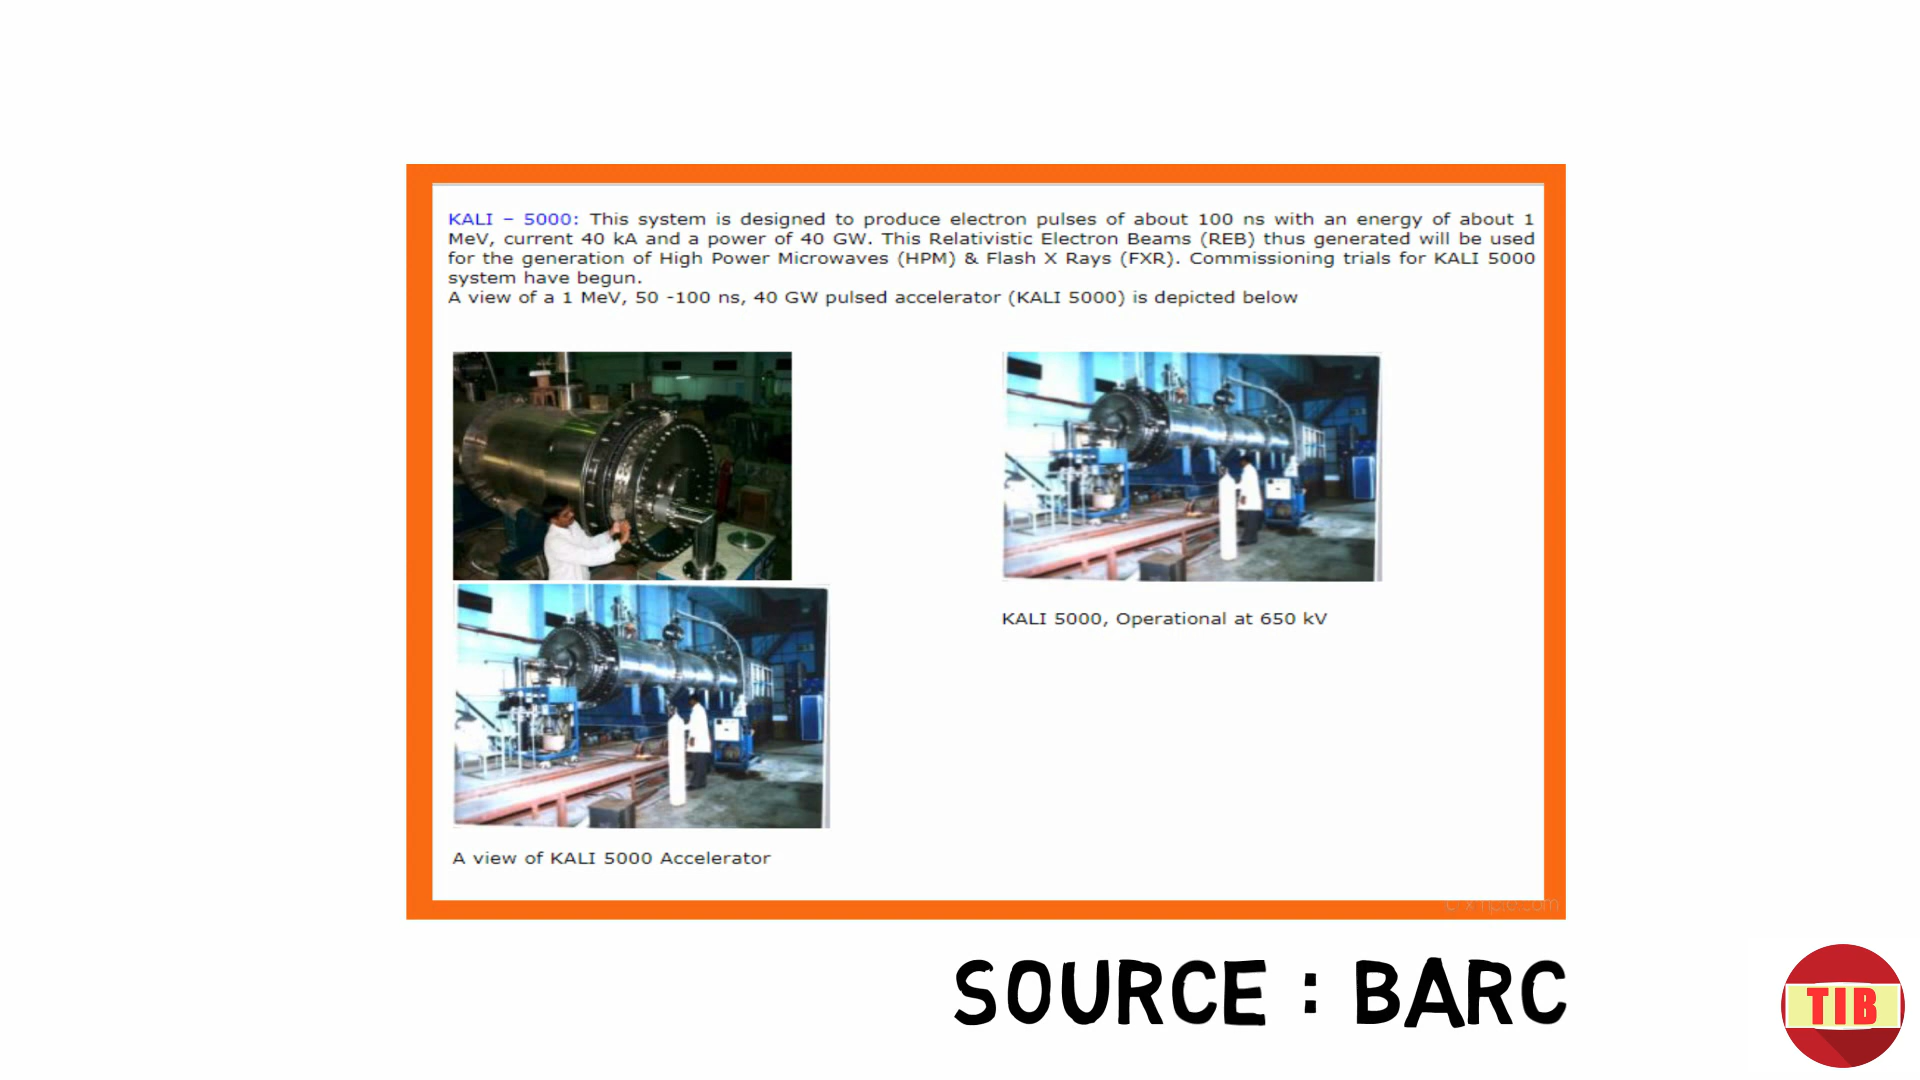 KALI – 5000: This system is designed to produce electron pulses of about 100 ns with an energy of about 1
MeV, current 40 kA and a power of 40 GW. This Relativistic Electron Beams (REB) thus generated will be used
for the generation of High Power Microwaves (HPM) & Flash X Rays (FXR). Commissioning trials for KALI 5000
system have begun.
A view of a 1 MeV, 50 -100 ns, 40 GW pulsed accelerator (KALI 5000) is depicted below
KALI 5000, Operational at 650 kV
A view of KALI 5000 Accelerator
SOURCE : BARC
TIB